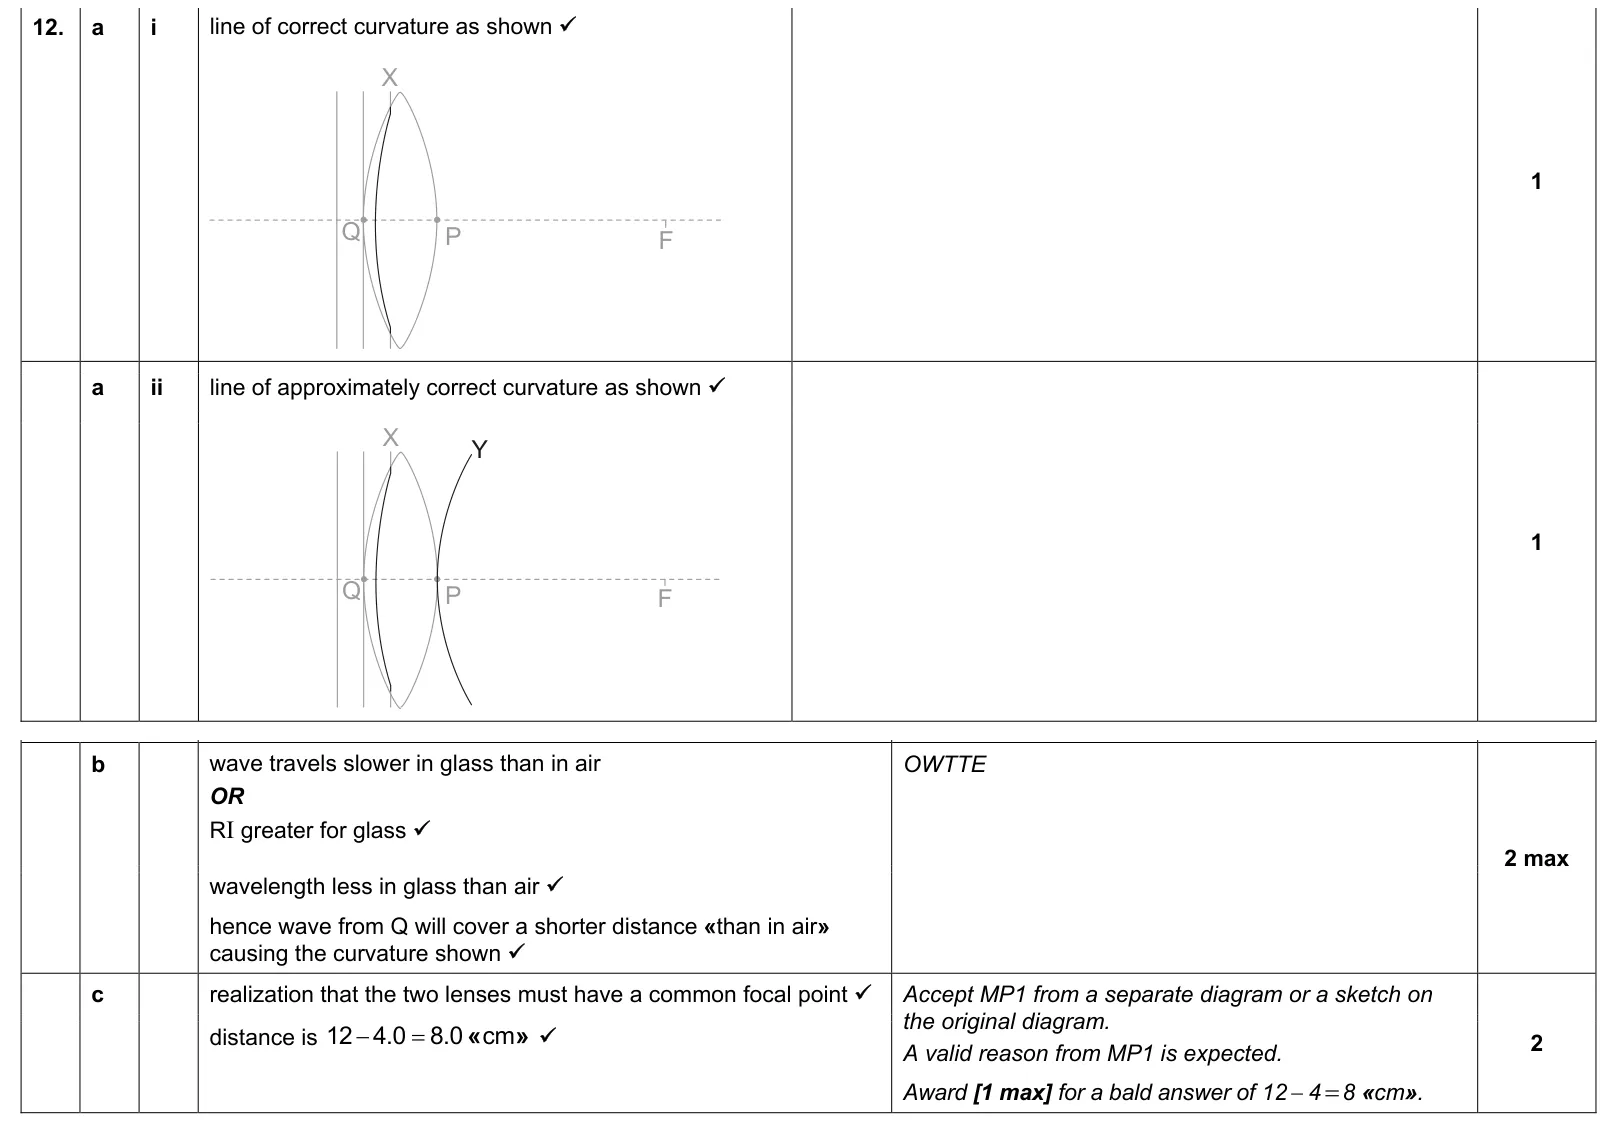 12. a i line of correct curvature as shown ✓
X
Q P F
1
a ii line of approximately correct curvature as shown ✓
X Y
Q P F
1
b wave travels slower in glass than in air OWTTE
OR
RI greater for glass ✓
2 max
wavelength less in glass than air ✓
hence wave from Q will cover a shorter distance «than in air»
causing the curvature shown ✓
c realization that the two lenses must have a common focal point ✓ Accept MP1 from a separate diagram or a sketch on
the original diagram.
distance is 12 – 4.0 = 8.0 «cm» ✓
A valid reason from MP1 is expected.
2
Award [1 max] for a bald answer of 12 – 4 = 8 «cm».